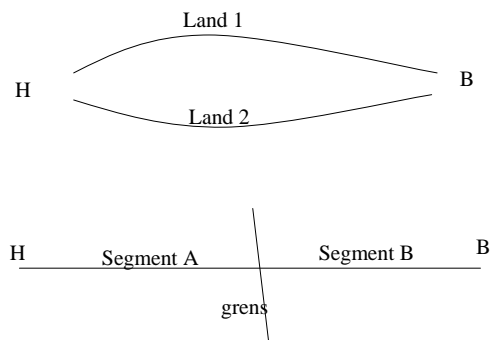 Land 1
H
B
Land 2
H
Segment A
Segment B
B
grens